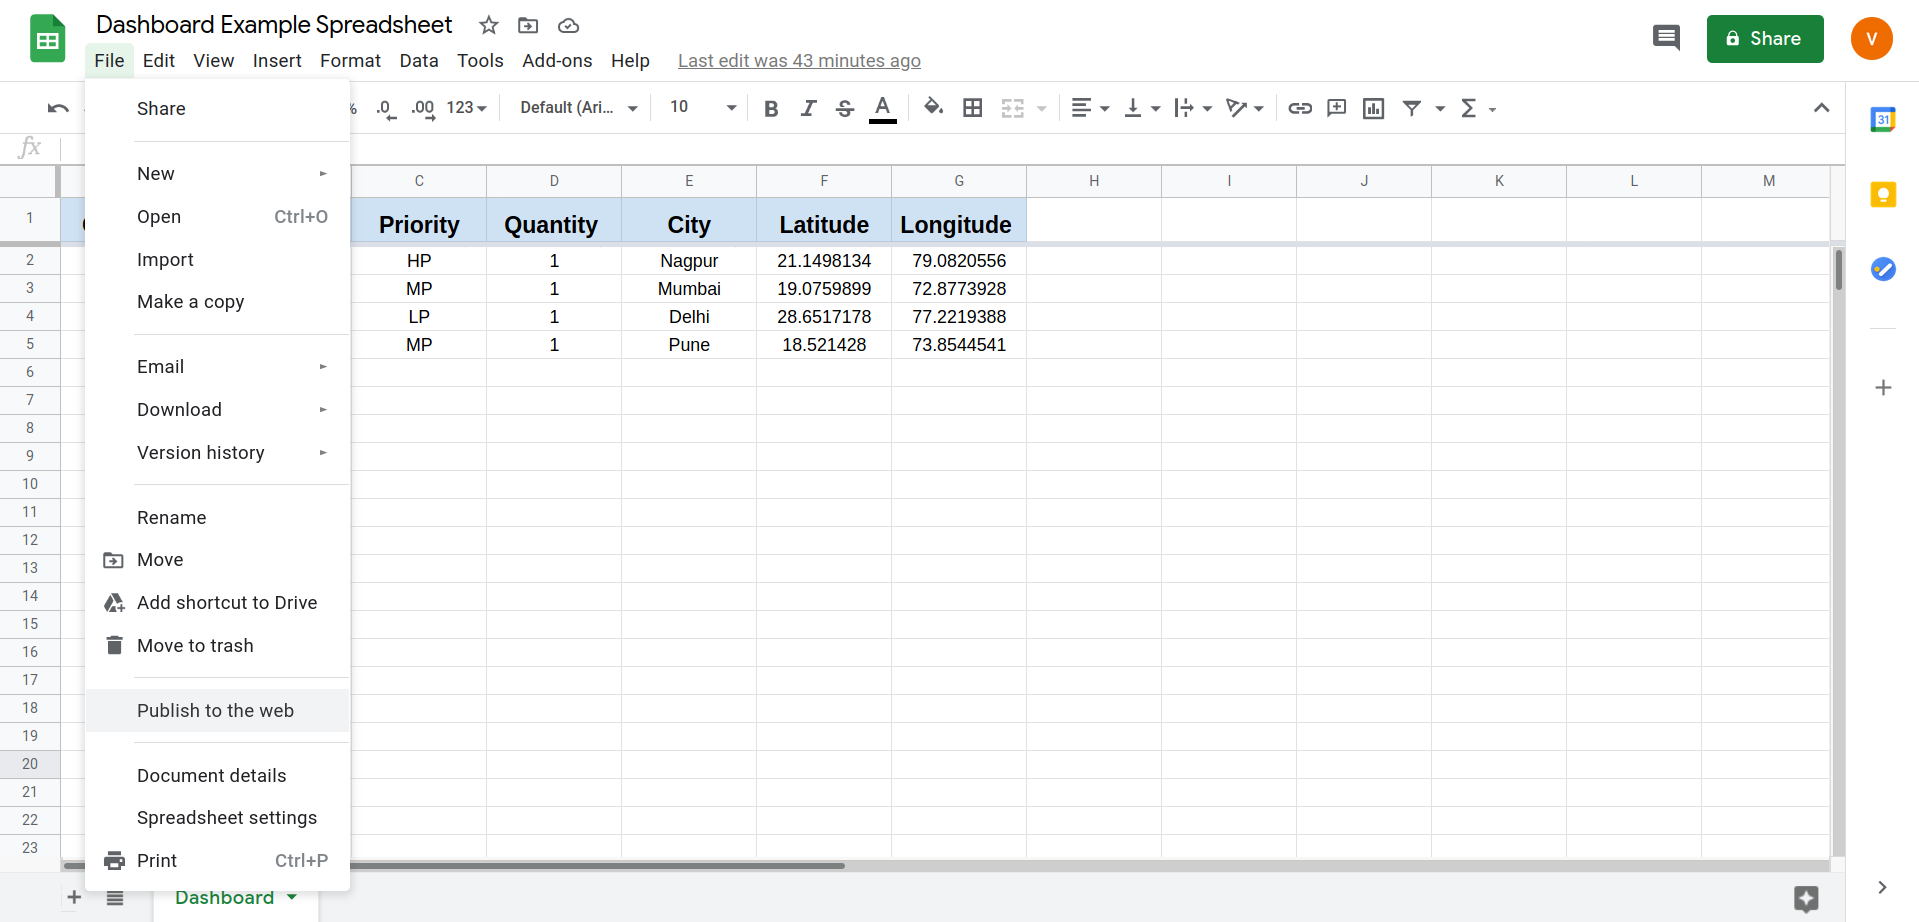 Dashboard Example Spreadsheet
File Edit View Insert Format Data Tools Add-ons Help Last edit was 43 minutes ago
Share
V
% .0 .00 123 Default (Ari... 10 B I S A
fx
31
Share
New
Open Ctrl+O
Import
Make a copy
Email
Download
Version history
Rename
Move
Add shortcut to Drive
Move to trash
Publish to the web
Document details
Spreadsheet settings
Print Ctrl+P
C D E F G H I J K L M
1 Priority Quantity City Latitude Longitude
2 HP 1 Nagpur 21.1498134 79.0820556
3 MP 1 Mumbai 19.0759899 72.8773928
4 LP 1 Delhi 28.6517178 77.2219388
5 MP 1 Pune 18.521428 73.8544541
6
7
8
9
10
11
12
13
14
15
16
17
18
19
20
21
22
23
Dashboard